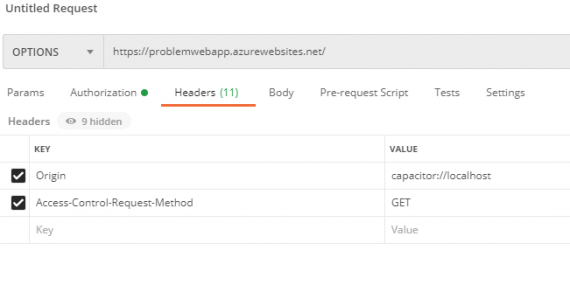 Untitled Request
OPTIONS https://problemwebapp.azurewebsites.net/
Params Authorization Headers (11) Body Pre-request Script Tests Settings
Headers 9 hidden
KEY VALUE
Origin capacitor://localhost
Access-Control-Request-Method GET
Key Value